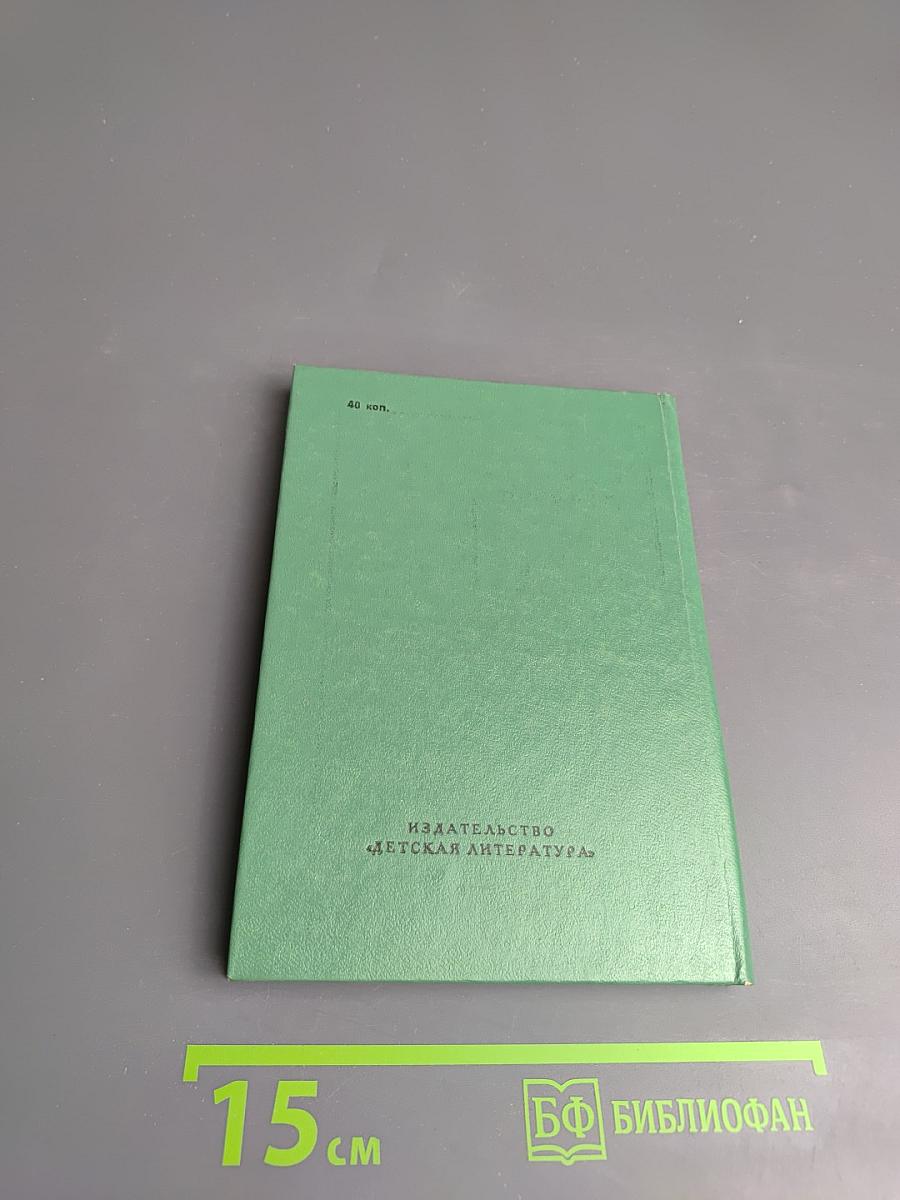 40 коп.
ИЗДАТЕЛЬСТВО
«ДЕТСКАЯ ЛИТЕРАТУРА»
15 см
БФ БИБЛИОФАН